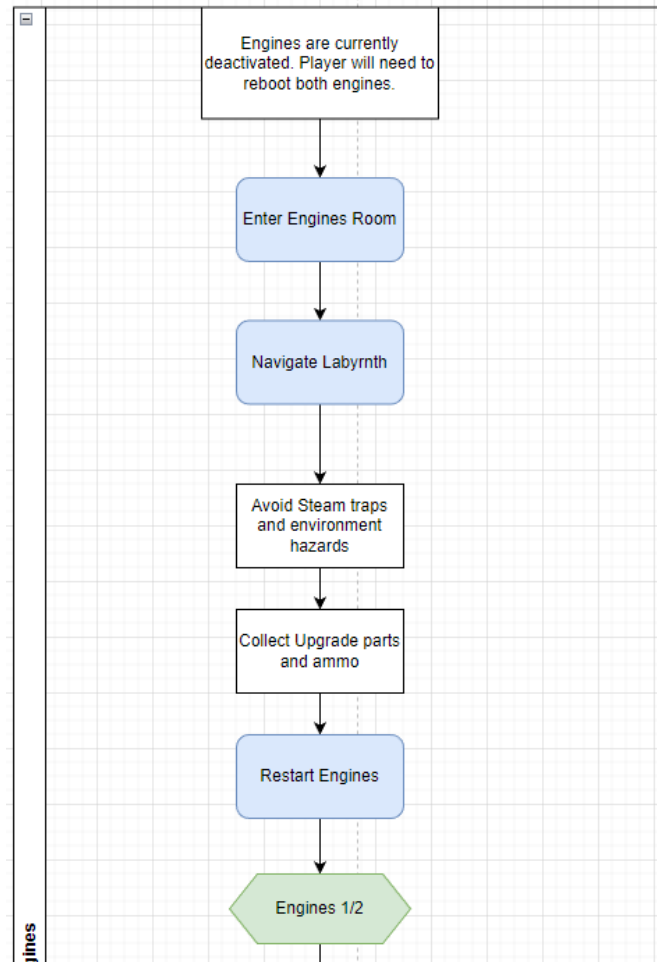 Engines are currently
deactivated. Player will need to
reboot both engines.
Enter Engines Room
Navigate Labyrnth
Avoid Steam traps
and environment
hazards
Collect Upgrade parts
and ammo
Restart Engines
Engines 1/2